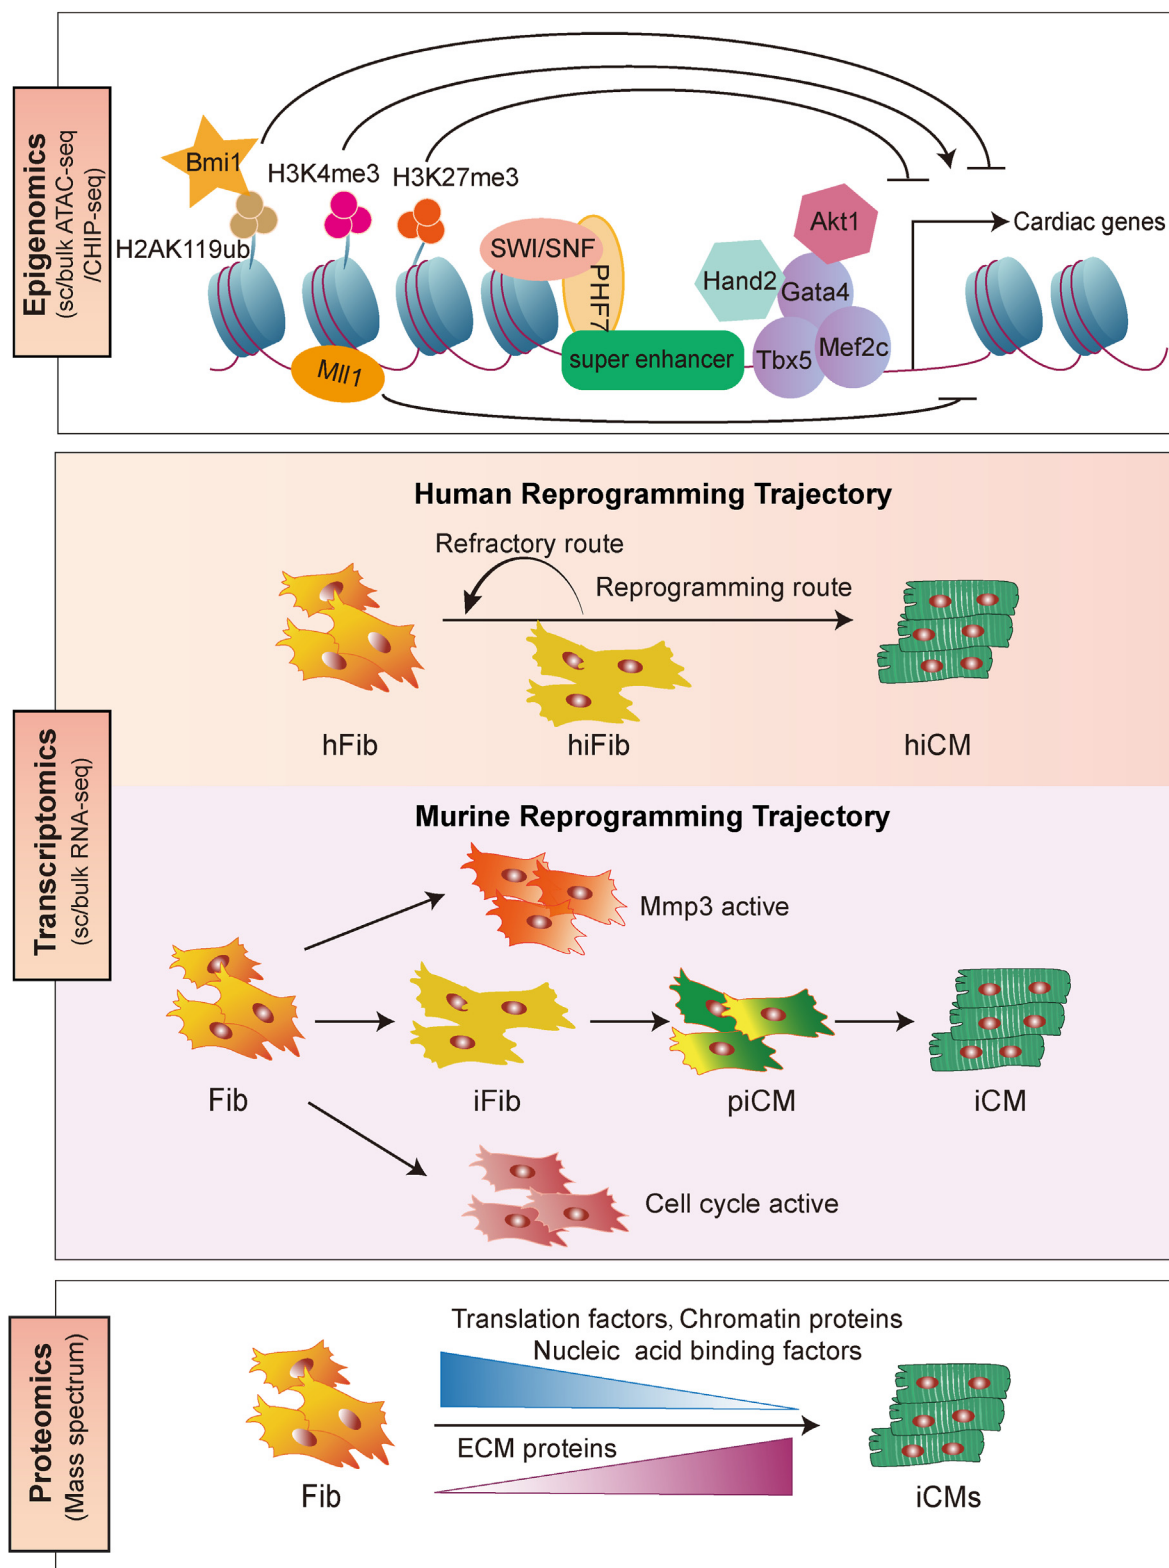 Epigenomics
(sc/bulk ATAC-seq
/CHIP-seq)
Bmi1
H3K4me3
H3K27me3
H2AK119ub
SWI/SNF
PHF7
Akt1
Hand2
Gata4
Cardiac genes
super enhancer
Tbx5
Mef2c
Mll1
Transcriptomics
(sc/bulk RNA-seq)
Human Reprogramming Trajectory
Refractory route
Reprogramming route
hFib
hiFib
hiCM
Murine Reprogramming Trajectory
Mmp3 active
Fib
iFib
piCM
iCM
Cell cycle active
Proteomics
(Mass spectrum)
Translation factors, Chromatin proteins
Nucleic acid binding factors
ECM proteins
Fib
iCMs